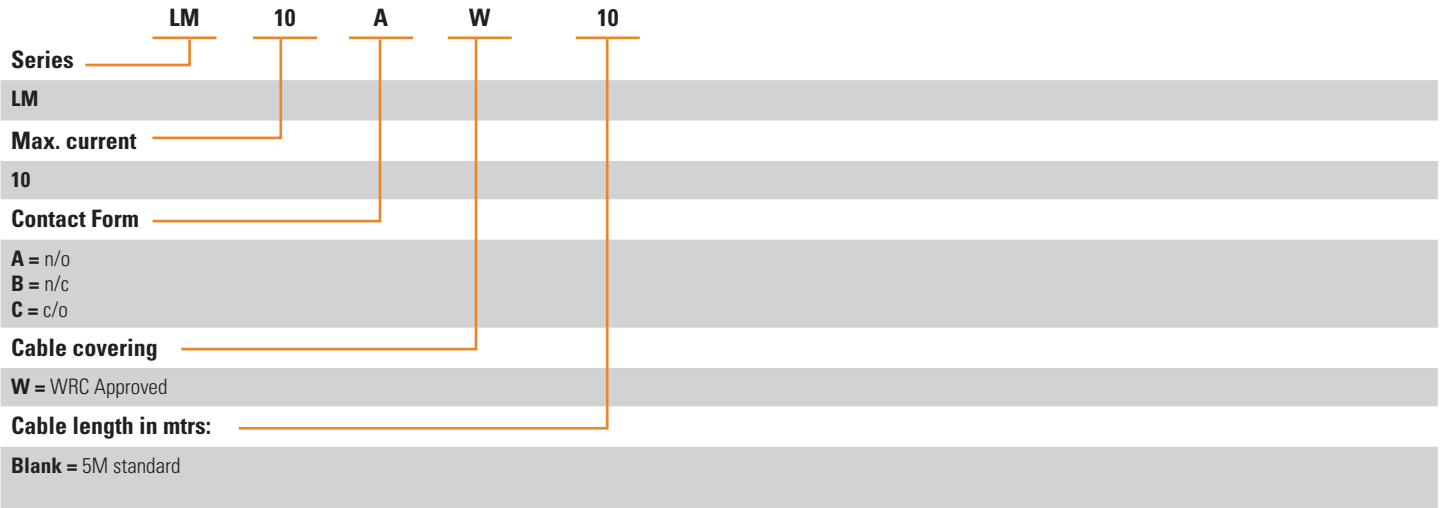 LM 10 A W 10
Series
LM
Max. current
10
Contact Form
A = n/o
B = n/c
C = c/o
Cable covering
W = WRC Approved
Cable length in mtrs:
Blank = 5M standard